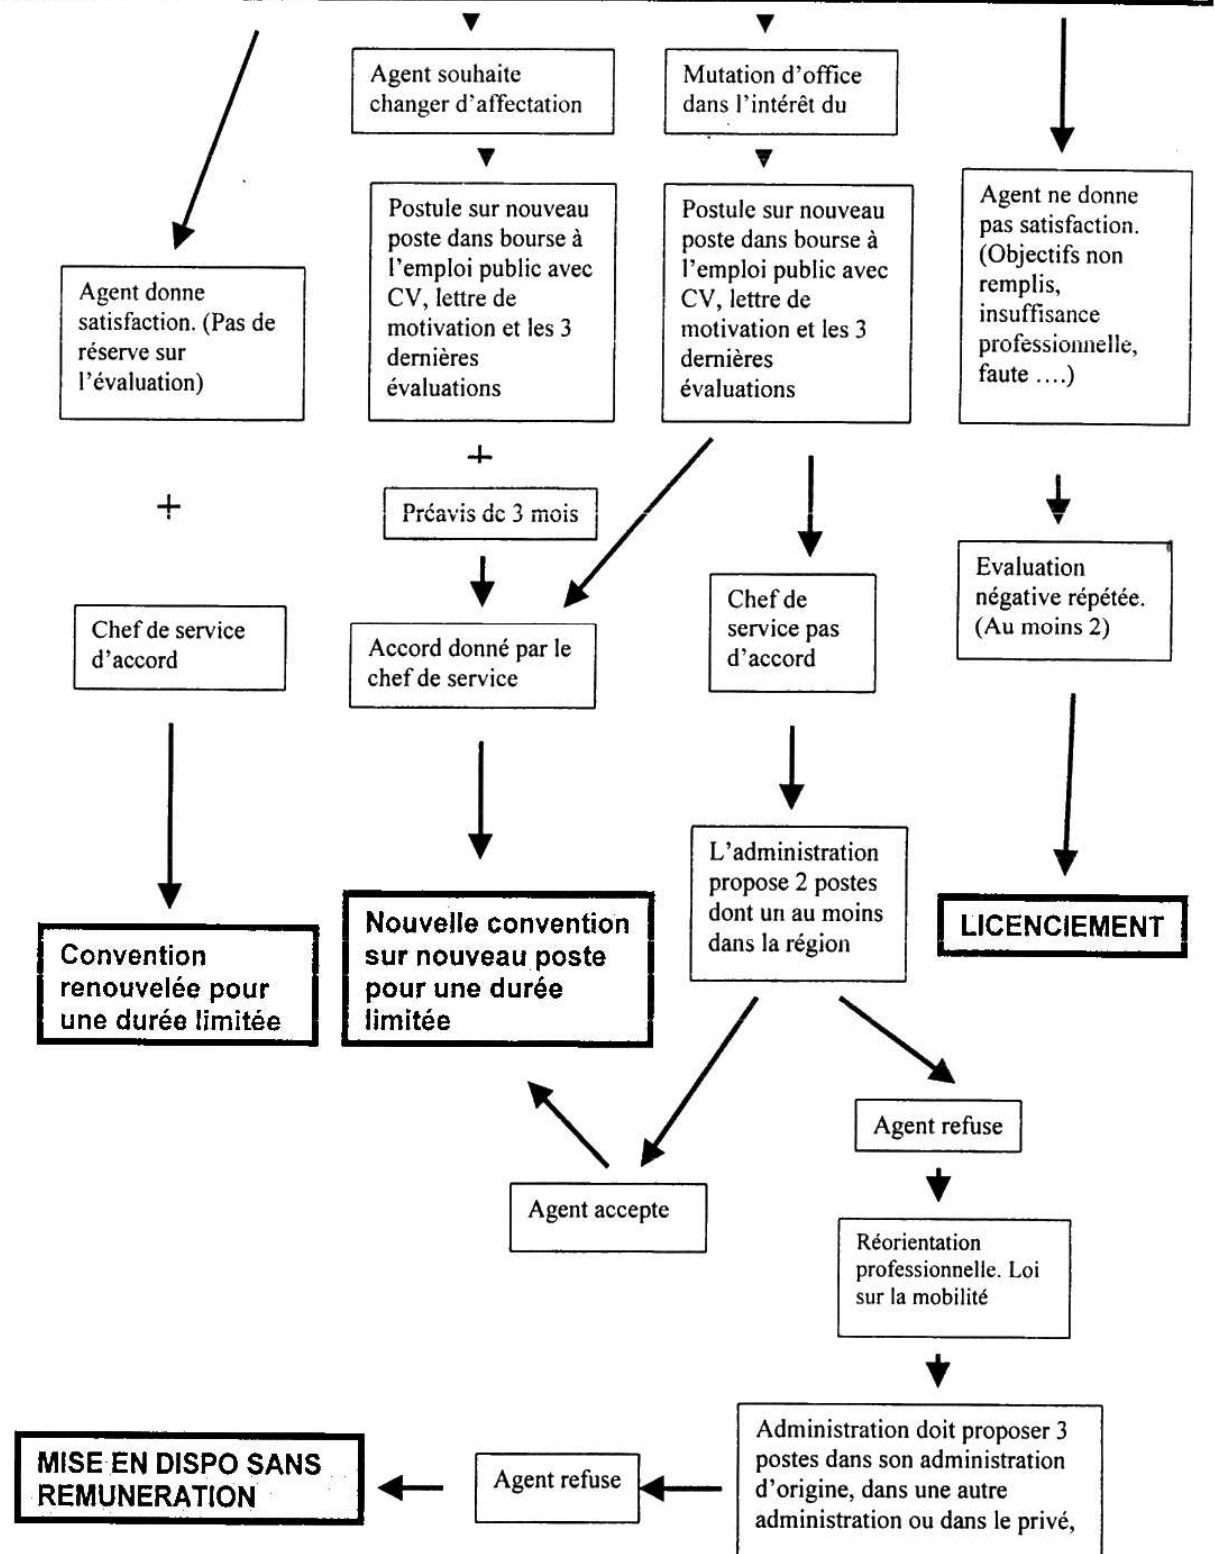 Agent souhaite
changer d'affectation
Mutation d'office
dans l'intérêt du
Agent donne
satisfaction. (Pas de
réserve sur
l'évaluation)
Postule sur nouveau
poste dans bourse à
l'emploi public avec
CV, lettre de
motivation et les 3
dernières
évaluations
Postule sur nouveau
poste dans bourse à
l'emploi public avec
CV, lettre de
motivation et les 3
dernières
évaluations
Agent ne donne
pas satisfaction.
(Objectifs non
remplis,
insuffisance
professionnelle,
faute ....)
+
+
Préavis de 3 mois
Chef de service
d'accord
Accord donné par le
chef de service
Chef de
service pas
d'accord
Evaluation
négative répétée.
(Au moins 2)
Convention
renouvelée pour
une durée limitée
Nouvelle convention
sur nouveau poste
pour une durée
limitée
L'administration
propose 2 postes
dont un au moins
dans la région
LICENCIEMENT
Agent accepte
Agent refuse
Réorientation
professionnelle. Loi
sur la mobilité
Administration doit proposer 3
postes dans son administration
d'origine, dans une autre
administration ou dans le privé,
Agent refuse
MISE EN DISPO SANS
REMUNERATION